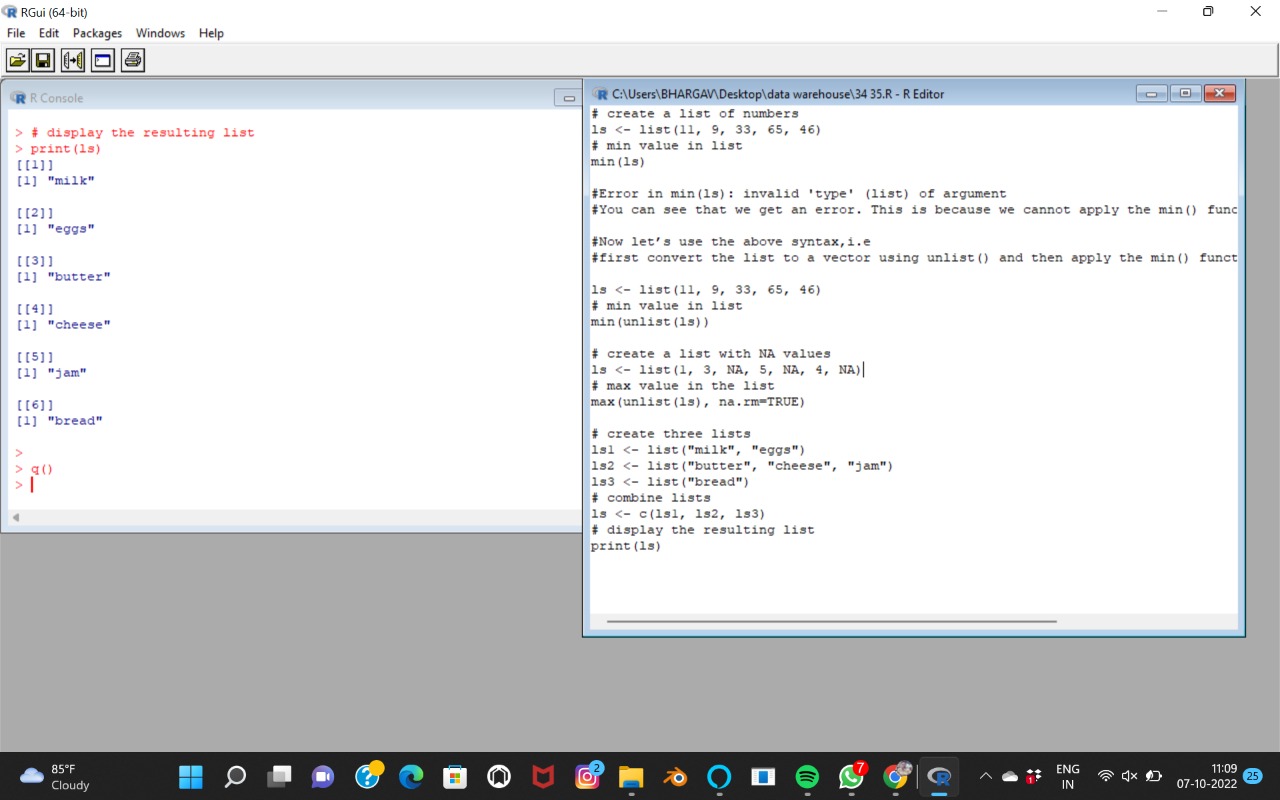 RGui (64-bit)
File Edit Packages Windows Help
R Console
> # display the resulting list
> print(ls)
[[1]]
[1] "milk"
[[2]]
[1] "eggs"
[[3]]
[1] "butter"
[[4]]
[1] "cheese"
[[5]]
[1] "jam"
[[6]]
[1] "bread"
>
> q()
>
C:\Users\BHARGAV\Desktop\data warehouse\34 35.R - R Editor
# create a list of numbers
ls <- list(11, 9, 33, 65, 46)
# min value in list
min(ls)
#Error in min(ls): invalid 'type' (list) of argument
#You can see that we get an error. This is because we cannot apply the min() func
#Now let’s use the above syntax,i.e
#first convert the list to a vector using unlist() and then apply the min() funct
ls <- list(11, 9, 33, 65, 46)
# min value in list
min(unlist(ls))
# create a list with NA values
ls <- list(1, 3, NA, 5, NA, 4, NA)
# max value in the list
max(unlist(ls), na.rm=TRUE)
# create three lists
ls1 <- list("milk", "eggs")
ls2 <- list("butter", "cheese", "jam")
ls3 <- list("bread")
# combine lists
ls <- c(ls1, ls2, ls3)
# display the resulting list
print(ls)
85°F
Cloudy
2
7
1
ENG
IN
11:09
07-10-2022
25